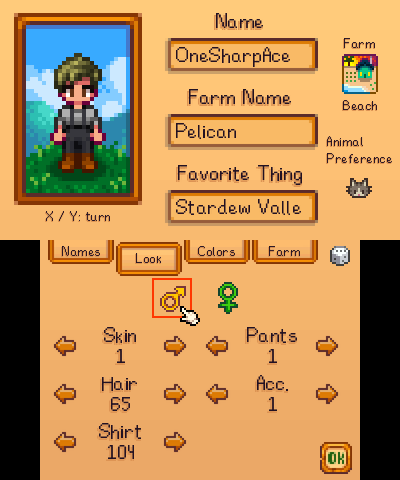 Name
OneSharpAce
Farm
Farm Name
Beach
Pelican
Animal
Preference
Favorite Thing
Stardew Valle
X / Y: turn
Names
Look
Colors
Farm
Skin
1
Pants
1
Hair
65
Acc.
1
Shirt
104
OK